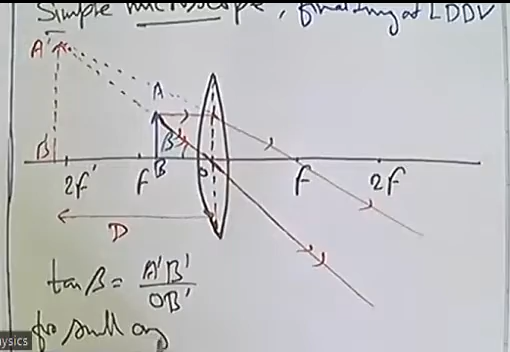 Simple microscope, final img at LDDV
A'
A
B'
β
2F'
F
B
O
F
2F
D
tan β = A'B' / OB'
for small ang
ysics